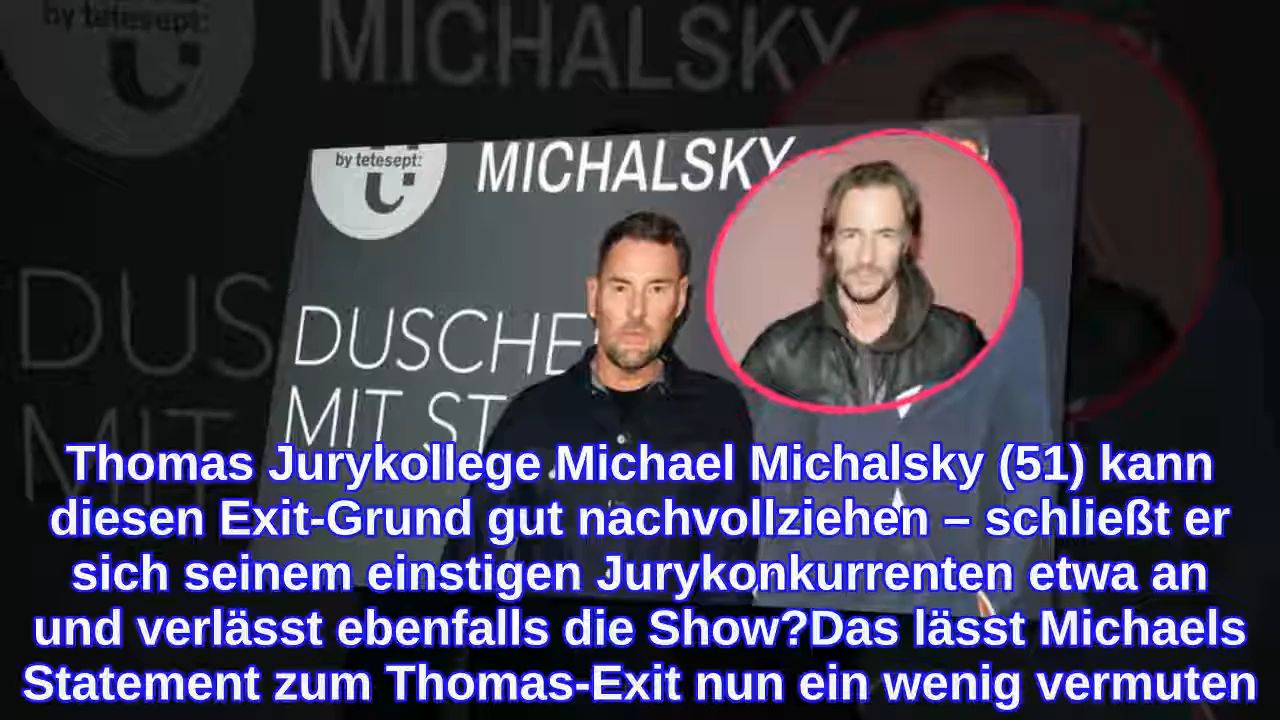 by tetesept:
MICHALSKY
by tetesept:
MICHALSKY
DUSCHE
MIT ST
DUS
MIT
Thomas Jurykollege Michael Michalsky (51) kann
diesen Exit-Grund gut nachvollziehen – schließt er
sich seinem einstigen Jurykonkurrenten etwa an
und verlässt ebenfalls die Show?Das lässt Michaels
Statement zum Thomas-Exit nun ein wenig vermuten